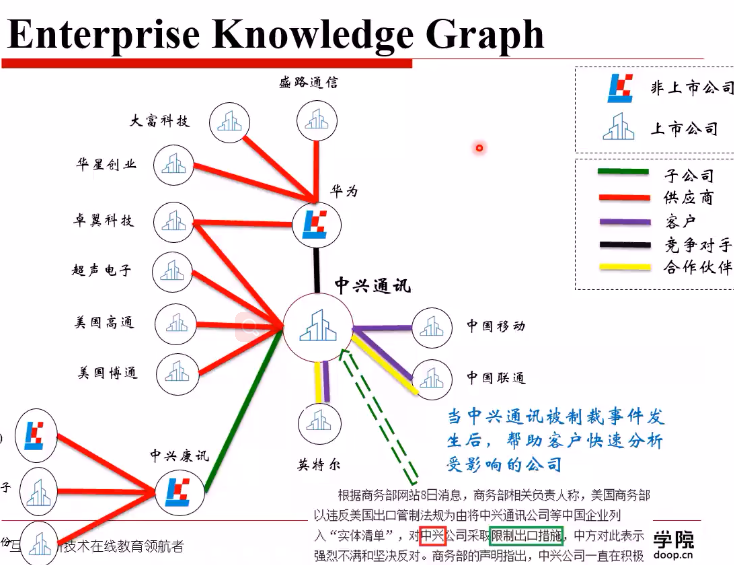 Enterprise Knowledge Graph
盛路通信
大富科技
华星创业
华为
卓翼科技
超声电子
中兴通讯
美国高通
美国博通
中国移动
中国联通
英特尔
中兴康讯
子
份
非上市公司
上市公司
子公司
供应商
客户
竞争对手
合作伙伴
当中兴通讯被制裁事件发
生后，帮助客户快速分析
受影响的公司
根据商务部网站8日消息，商务部相关负责人称，美国商务部
以违反美国出口管制法规为由将中兴通讯公司等中国企业列
入“实体清单”，对中兴公司采取限制出口措施，中方对此表示
强烈不满和坚决反对。商务部的声明指出，中兴公司一直在积极
技术在线教育领航者
学院
doop.cn